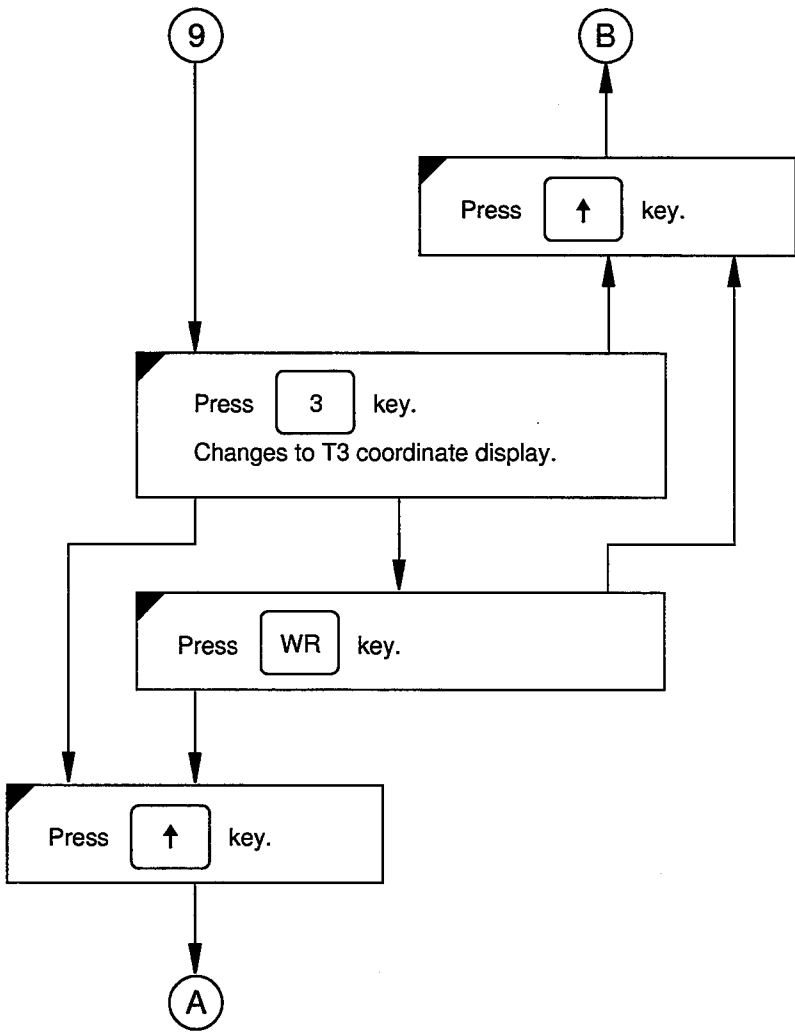 9
B
Press ↑ key.
Press 3 key.
Changes to T3 coordinate display.
Press WR key.
Press ↑ key.
A